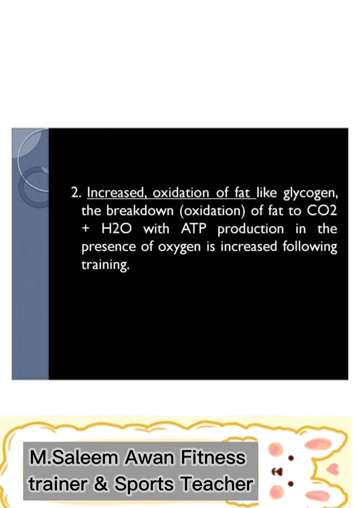 2. Increased, oxidation of fat like glycogen,
the breakdown (oxidation) of fat to CO2
+ H2O with ATP production in the
presence of oxygen is increased following
training.
M.Saleem Awan Fitness
trainer & Sports Teacher